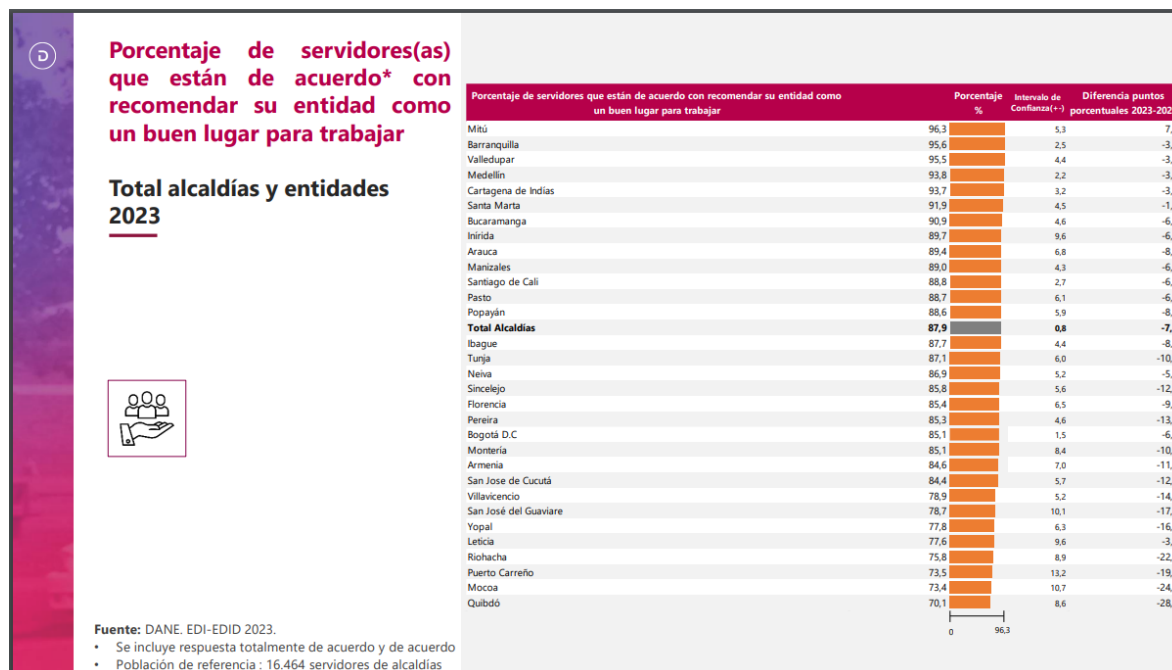 Porcentaje de servidores(as)
que están de acuerdo* con
recomendar su entidad como
un buen lugar para trabajar
Total alcaldías y entidades
2023
Fuente: DANE. EDI-EDID 2023.
• Se incluye respuesta totalmente de acuerdo y de acuerdo
• Población de referencia : 16.464 servidores de alcaldías
Porcentaje de servidores que están de acuerdo con recomendar su entidad como
un buen lugar para trabajar
Porcentaje
%
Intervalo de
Confianza(+-)
Diferencia puntos
porcentuales 2023-202
Mitú 96,3 5,3 7,
Barranquilla 95,6 2,5 -3,
Valledupar 95,5 4,4 -3,
Medellín 93,8 2,2 -3,
Cartagena de Indías 93,7 3,2 -3,
Santa Marta 91,9 4,5 -1,
Bucaramanga 90,9 4,6 -6,
Inírida 89,7 9,6 -6,
Arauca 89,4 6,8 -8,
Manizales 89,0 4,3 -6,
Santiago de Cali 88,8 2,7 -6,
Pasto 88,7 6,1 -6,
Popayán 88,6 5,9 -8,
Total Alcaldías 87,9 0,8 -7,
Ibague 87,7 4,4 -8,
Tunja 87,1 6,0 -10,
Neiva 86,9 5,2 -5,
Sincelejo 85,8 5,6 -12,
Florencia 85,4 6,5 -9,
Pereira 85,3 4,6 -13,
Bogotá D.C 85,1 1,5 -6,
Montería 85,1 8,4 -10,
Armenia 84,6 7,0 -11,
San Jose de Cucutá 84,4 5,7 -12,
Villavicencio 78,9 5,2 -14,
San José del Guaviare 78,7 10,1 -17,
Yopal 77,8 6,3 -16,
Leticia 77,6 9,6 -3,
Riohacha 75,8 8,9 -22,
Puerto Carreño 73,5 13,2 -19,
Mocoa 73,4 10,7 -24,
Quibdó 70,1 8,6 -28,
0 96,3